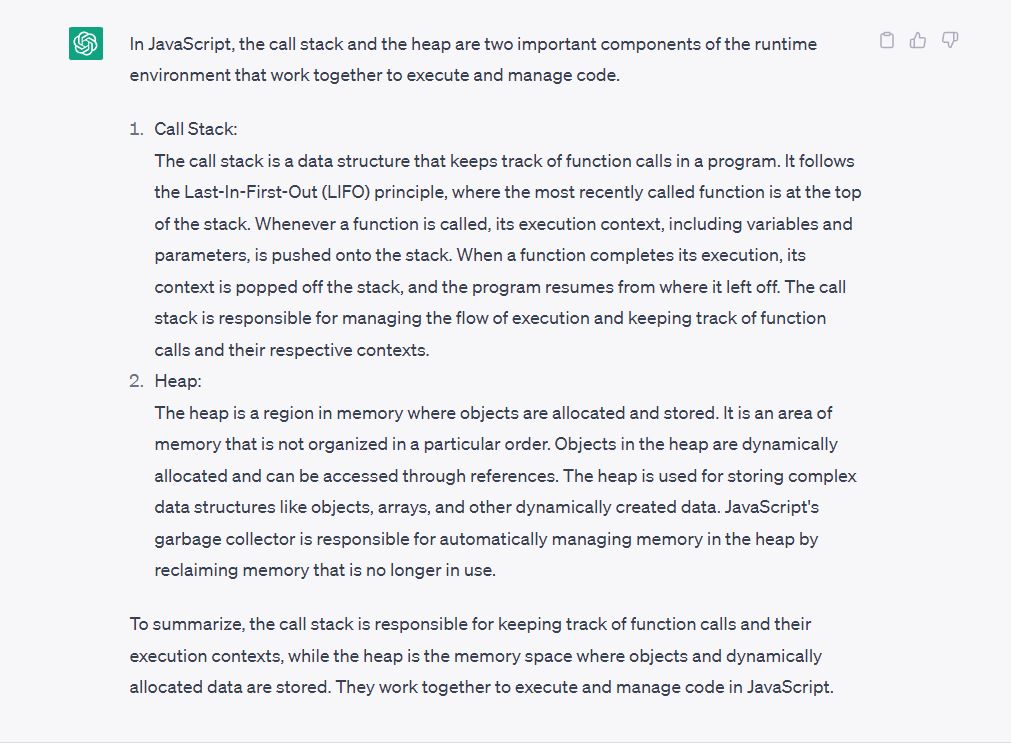 In JavaScript, the call stack and the heap are two important components of the runtime
environment that work together to execute and manage code.
1. Call Stack:
The call stack is a data structure that keeps track of function calls in a program. It follows
the Last-In-First-Out (LIFO) principle, where the most recently called function is at the top
of the stack. Whenever a function is called, its execution context, including variables and
parameters, is pushed onto the stack. When a function completes its execution, its
context is popped off the stack, and the program resumes from where it left off. The call
stack is responsible for managing the flow of execution and keeping track of function
calls and their respective contexts.
2. Heap:
The heap is a region in memory where objects are allocated and stored. It is an area of
memory that is not organized in a particular order. Objects in the heap are dynamically
allocated and can be accessed through references. The heap is used for storing complex
data structures like objects, arrays, and other dynamically created data. JavaScript's
garbage collector is responsible for automatically managing memory in the heap by
reclaiming memory that is no longer in use.
To summarize, the call stack is responsible for keeping track of function calls and their
execution contexts, while the heap is the memory space where objects and dynamically
allocated data are stored. They work together to execute and manage code in JavaScript.